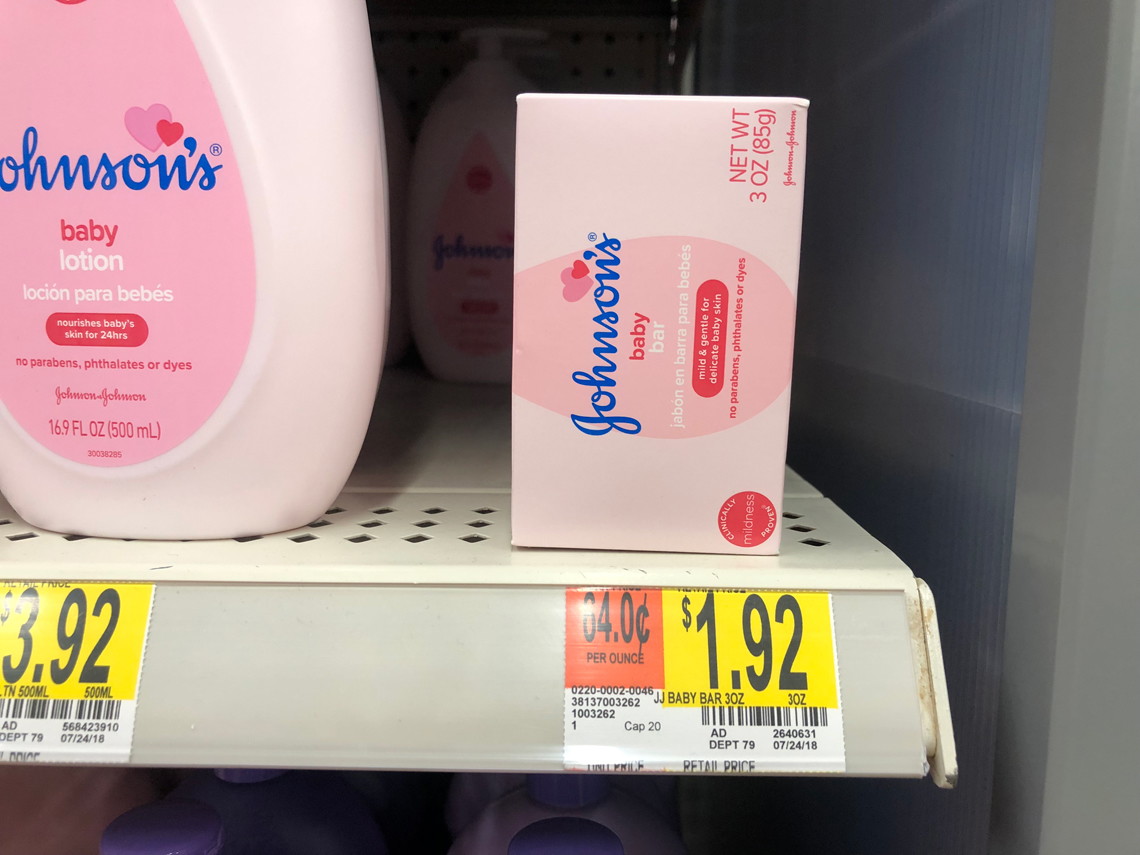 ohnson's®
baby
lotion
loción para bebés
nourishes baby's
skin for 24hrs
no parabens, phthalates or dyes
Johnson & Johnson
16.9 FL OZ (500 mL)
30038285
Johnson's®
baby
bar
jabón en barra para bebés
mild & gentle for
delicate baby skin
no parabens, phthalates or dyes
NET WT
3 OZ (85g)
Johnson & Johnson
CLINICALLY
mildness
PROVEN®
RETAIL PRICE
$3.92
LTN 500ML 500ML
AD 568423910
DEPT 79 07/24/18
64.0¢
PER OUNCE
$1.92
JJ BABY BAR 3OZ 3OZ
0220-0002-0046
38137003262
1003262
1 Cap 20
AD 2640631
DEPT 79 07/24/18
UNIT PRICE RETAIL PRICE